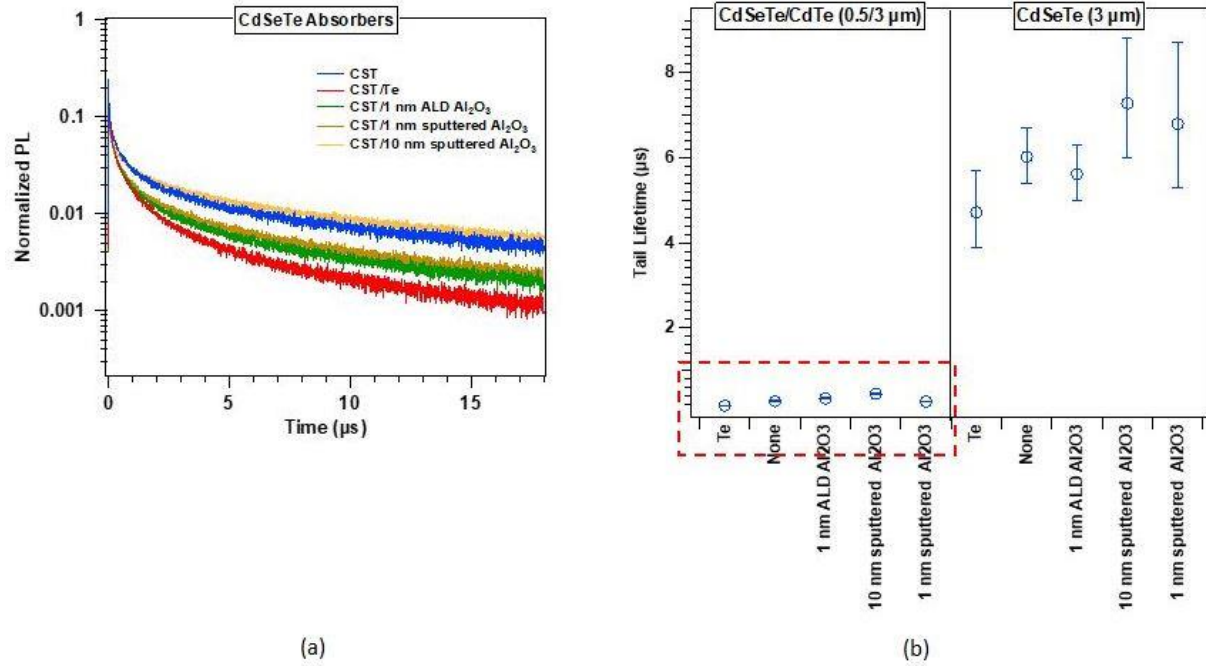 CdSeTe Absorbers
1
0.1
0.01
0.001
Normalized PL
CST
CST/Te
CST/1 nm ALD Al₂O₃
CST/1 nm sputtered Al₂O₃
CST/10 nm sputtered Al₂O₃
0
5
10
15
Time (µs)
(a)
CdSeTe/CdTe (0.5/3 µm)
CdSeTe (3 µm)
8
6
4
2
Tail Lifetime (µs)
Te
None
1 nm ALD Al2O3
10 nm sputtered Al2O3
1 nm sputtered Al2O3
Te
None
1 nm ALD Al2O3
10 nm sputtered Al2O3
1 nm sputtered Al2O3
(b)